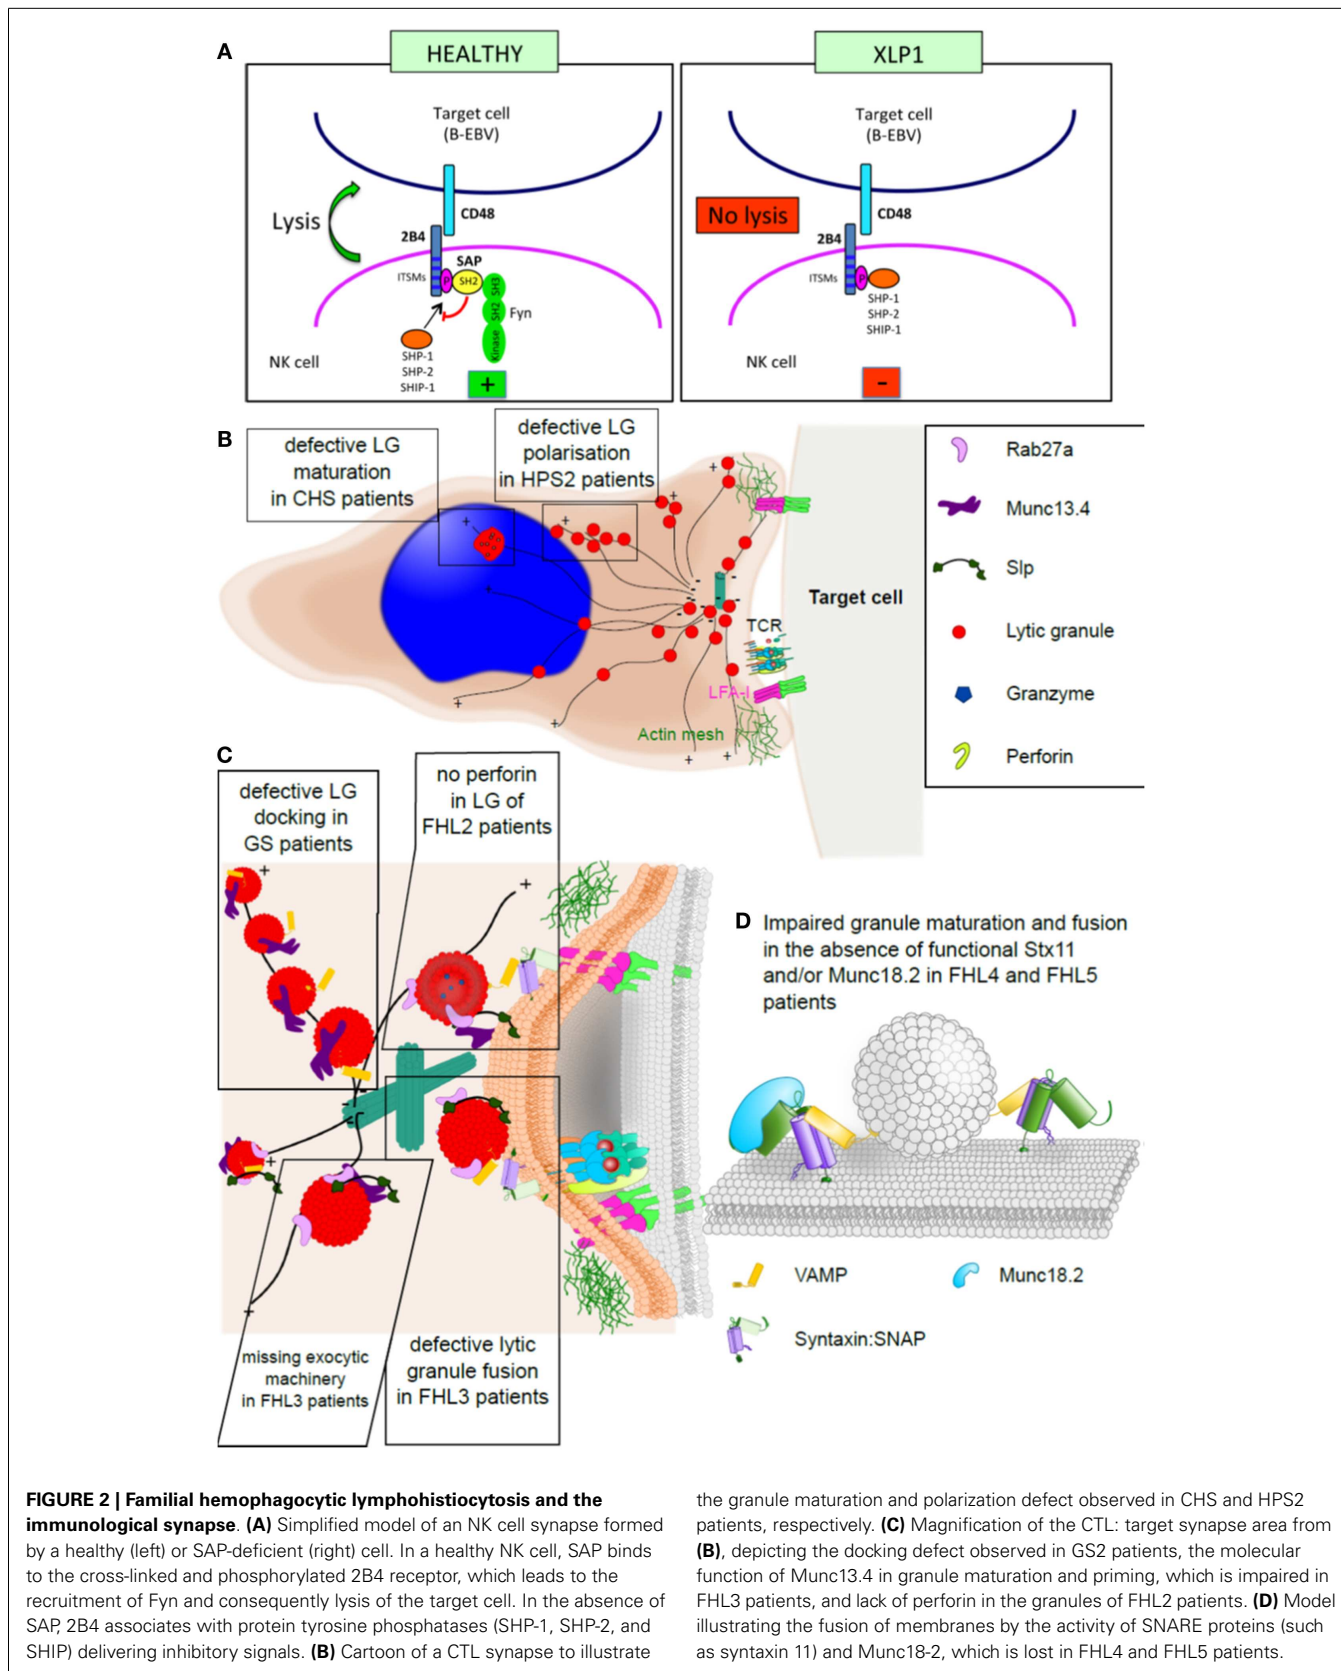 A
HEALTHY
Target cell
(B-EBV)
CD48
Lysis
2B4
SAP
ITSMs
P
SH2
SH3
SH2
Kinase
Fyn
SHP-1
SHP-2
SHIP-1
NK cell
+
XLP1
Target cell
(B-EBV)
No lysis
CD48
2B4
ITSMs
P
SHP-1
SHP-2
SHIP-1
NK cell
-
B
defective LG
maturation
in CHS patients
defective LG
polarisation
in HPS2 patients
Target cell
TCR
LFA-I
Actin mesh
Rab27a
Munc13.4
Slp
Lytic granule
Granzyme
Perforin
C
defective LG
docking in
GS patients
no perforin
in LG of
FHL2 patients
missing exocytic
machinery
in FHL3 patients
defective lytic
granule fusion
in FHL3 patients
D Impaired granule maturation and fusion
in the absence of functional Stx11
and/or Munc18.2 in FHL4 and FHL5
patients
VAMP
Munc18.2
Syntaxin:SNAP
FIGURE 2 | Familial hemophagocytic lymphohistiocytosis and the
immunological synapse. (A) Simplified model of an NK cell synapse formed
by a healthy (left) or SAP-deficient (right) cell. In a healthy NK cell, SAP binds
to the cross-linked and phosphorylated 2B4 receptor, which leads to the
recruitment of Fyn and consequently lysis of the target cell. In the absence of
SAP, 2B4 associates with protein tyrosine phosphatases (SHP-1, SHP-2, and
SHIP) delivering inhibitory signals. (B) Cartoon of a CTL synapse to illustrate
the granule maturation and polarization defect observed in CHS and HPS2
patients, respectively. (C) Magnification of the CTL: target synapse area from
(B), depicting the docking defect observed in GS2 patients, the molecular
function of Munc13.4 in granule maturation and priming, which is impaired in
FHL3 patients, and lack of perforin in the granules of FHL2 patients. (D) Model
illustrating the fusion of membranes by the activity of SNARE proteins (such
as syntaxin 11) and Munc18-2, which is lost in FHL4 and FHL5 patients.